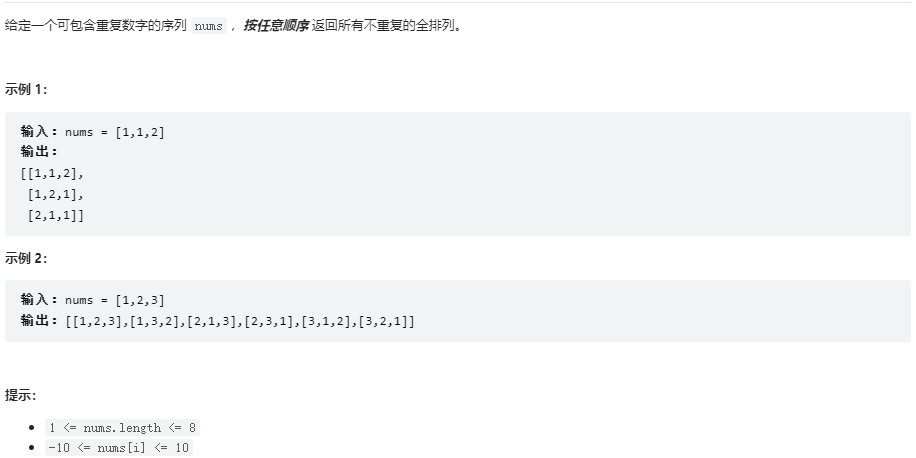 给定一个可包含重复数字的序列 nums ，按任意顺序 返回所有不重复的全排列。
示例 1：
输入：nums = [1,1,2]
输出：
[[1,1,2],
[1,2,1],
[2,1,1]]
示例 2：
输入：nums = [1,2,3]
输出：[[1,2,3],[1,3,2],[2,1,3],[2,3,1],[3,1,2],[3,2,1]]
提示：
• 1 <= nums.length <= 8
• -10 <= nums[i] <= 10